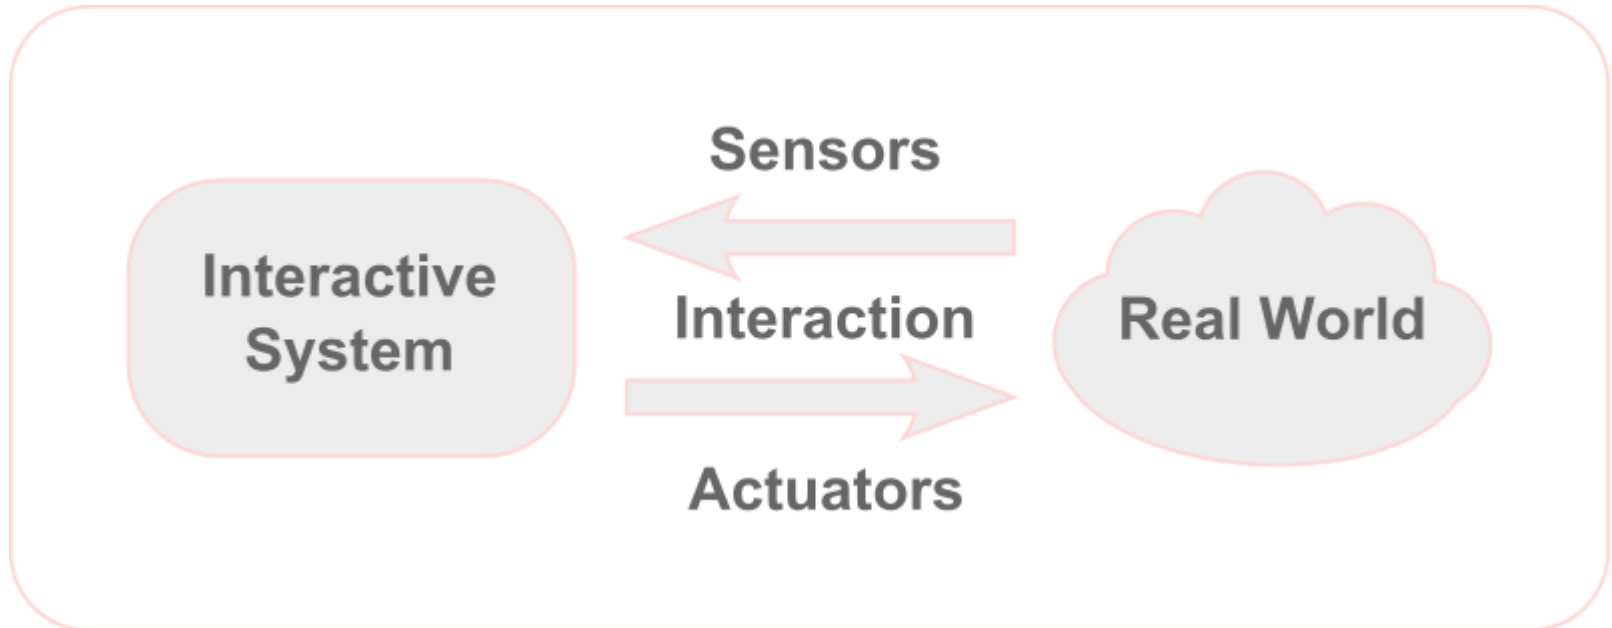 Sensors
Interactive
System
Interaction
Real World
Actuators